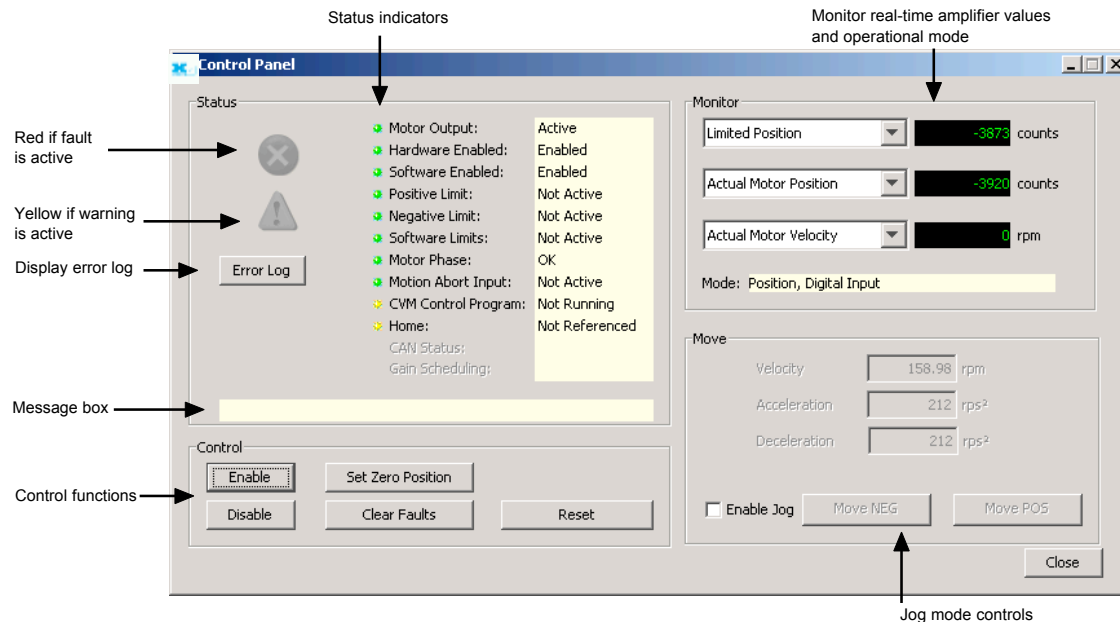 Status indicators
Monitor real-time amplifier values
and operational mode
Control Panel
Status
Red if fault
is active
Yellow if warning
is active
Display error log
Error Log
Motor Output: Active
Hardware Enabled: Enabled
Software Enabled: Enabled
Positive Limit: Not Active
Negative Limit: Not Active
Software Limits: Not Active
Motor Phase: OK
Motion Abort Input: Not Active
CVM Control Program: Not Running
Home: Not Referenced
CAN Status:
Gain Scheduling:
Message box
Monitor
Limited Position -3873 counts
Actual Motor Position -3920 counts
Actual Motor Velocity 0 rpm
Mode: Position, Digital Input
Control
Control functions
Enable Set Zero Position
Disable Clear Faults Reset
Move
Velocity 158.98 rpm
Acceleration 212 rps²
Deceleration 212 rps²
Enable Jog Move NEG Move POS
Close
Jog mode controls